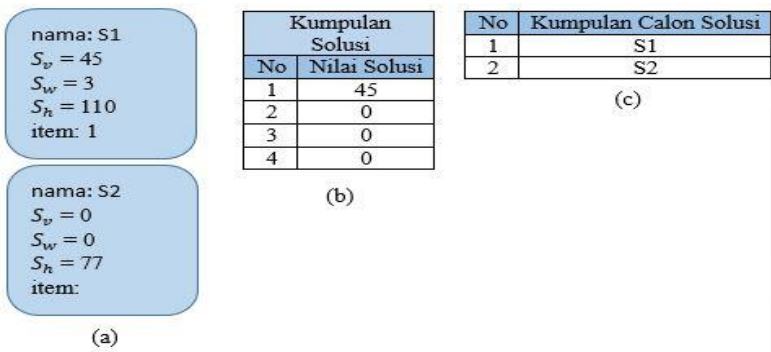 nama: S1
S_v = 45
S_w = 3
S_h = 110
item: 1
nama: S2
S_v = 0
S_w = 0
S_h = 77
item:
(a)
Kumpulan
Solusi
No Nilai Solusi
1 45
2 0
3 0
4 0
(b)
No Kumpulan Calon Solusi
1 S1
2 S2
(c)